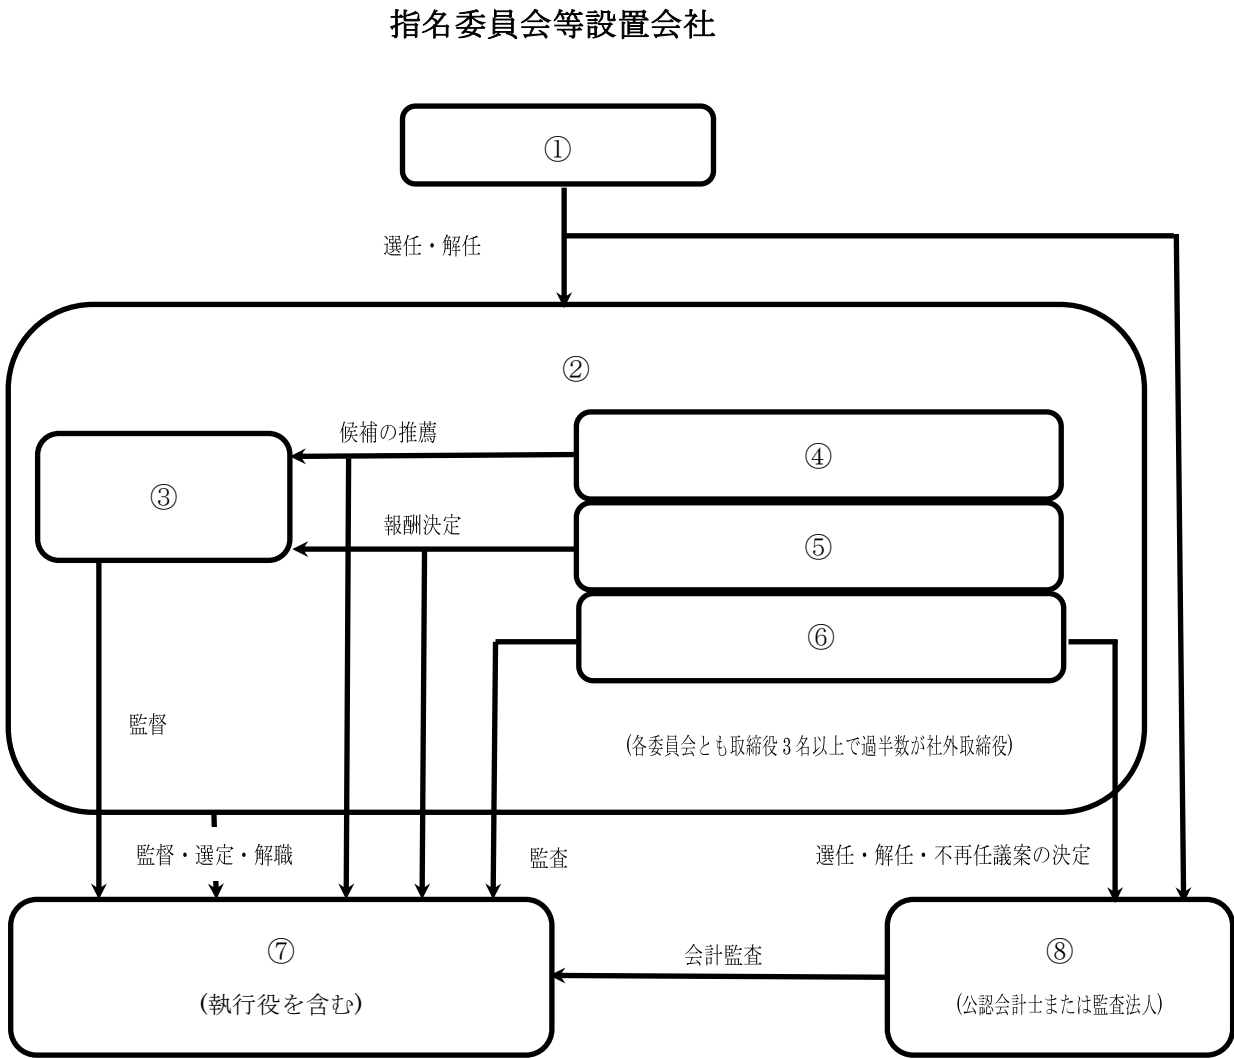 指名委員会等設置会社
①
選任・解任
②
候補の推薦
④
③
報酬決定
⑤
⑥
監督
(各委員会とも取締役3名以上で過半数が社外取締役)
監督・選定・解職
監査
選任・解任・不再任議案の決定
⑦
(執行役を含む)
会計監査
⑧
(公認会計士または監査法人)